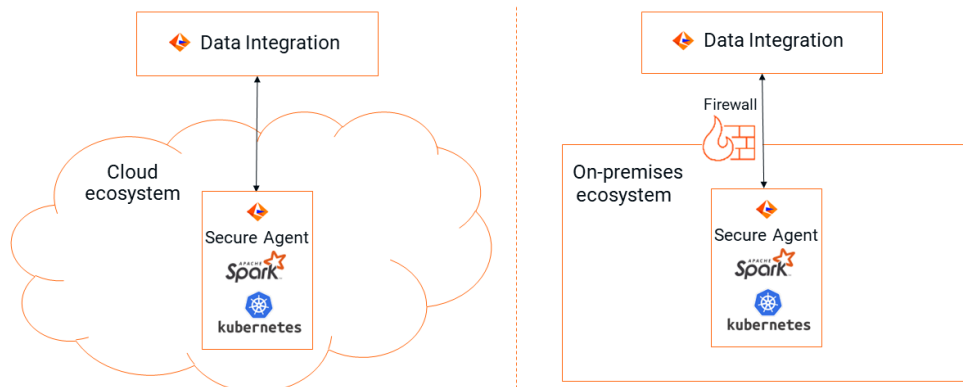 Data Integration
Cloud
ecosystem
Secure Agent
APACHE
Spark
kubernetes
Data Integration
Firewall
On-premises
ecosystem
Secure Agent
APACHE
Spark
kubernetes